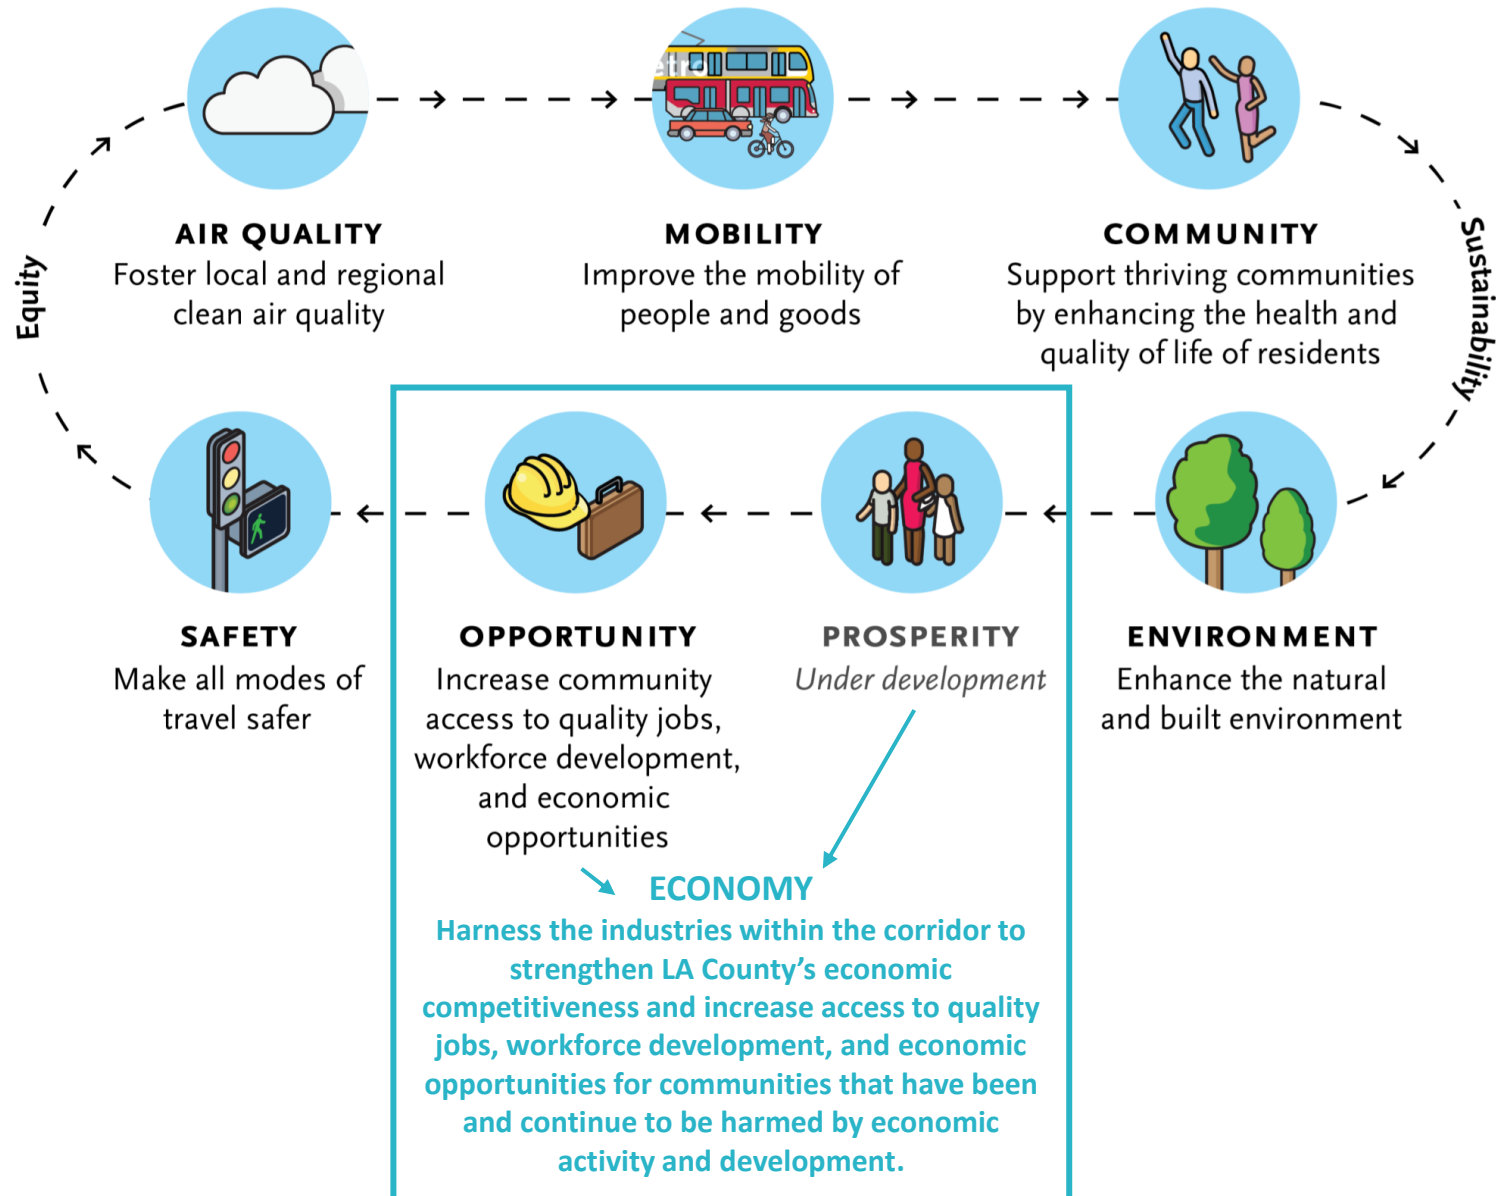 etro
AIR QUALITY
Foster local and regional
clean air quality
MOBILITY
Improve the mobility of
people and goods
COMMUNITY
Support thriving communities
by enhancing the health and
quality of life of residents
Equity
Sustainability
SAFETY
Make all modes of
travel safer
OPPORTUNITY
Increase community
access to quality jobs,
workforce development,
and economic
opportunities
PROSPERITY
Under development
ENVIRONMENT
Enhance the natural
and built environment
ECONOMY
Harness the industries within the corridor to
strengthen LA County’s economic
competitiveness and increase access to quality
jobs, workforce development, and economic
opportunities for communities that have been
and continue to be harmed by economic
activity and development.